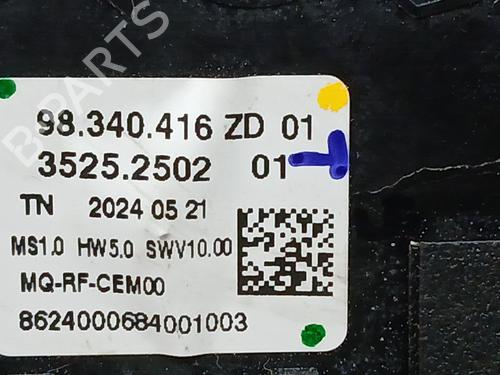 B-PARTS
98.340.416 ZD 01
3525.2502 01
TN 2024 05 21
MS1.0 HW5.0 SWV10.00
MQ-RF-CEM00
8624000684001003